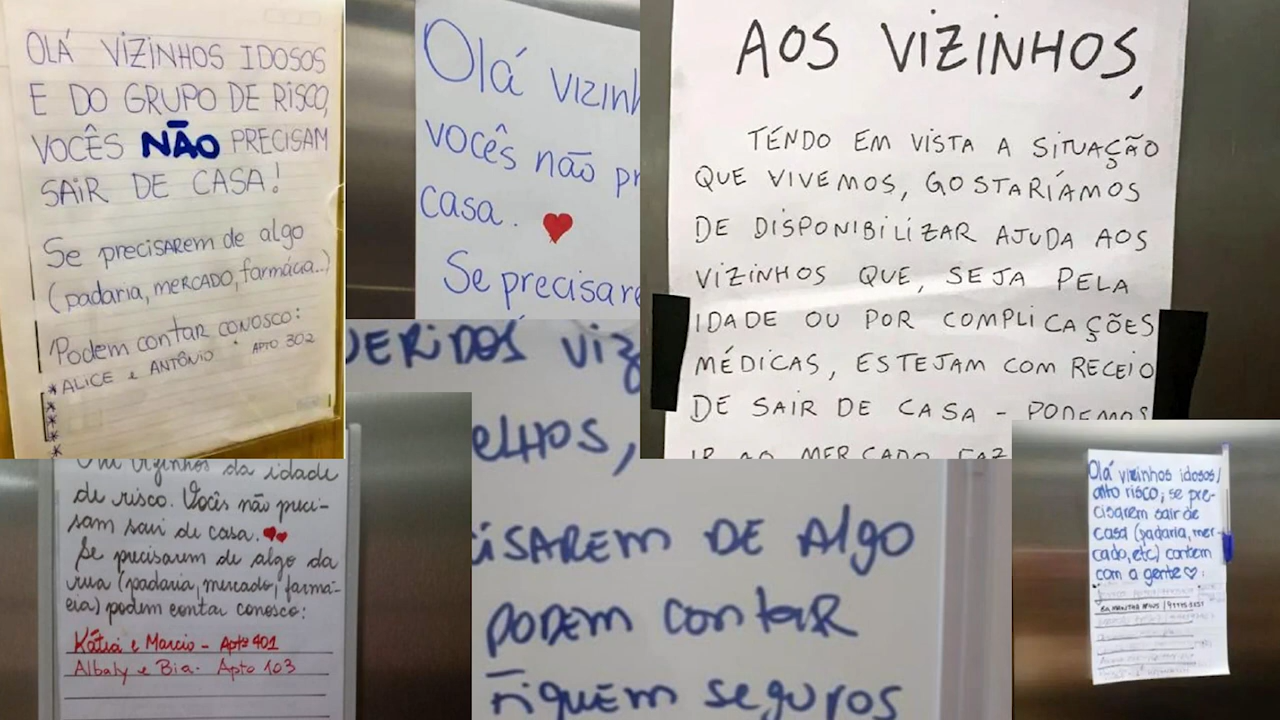 OLÁ VIZINHOS IDOSOS
E DO GRUPO DE RISCO,
VOCÊS NÃO PRECISAM
SAIR DE CASA!
Se precisarem de algo
(padaria, MERCADO, farmácia..)
Podem contar conosco:
* ALICE e ANTÔNIO • APTO 302
*
*
*
*
Olá vizinh
vocês não pr
casa. ❤
Se precisare
AOS VIZINHOS,
TENDO EM VISTA A SITUAÇÃO
QUE VIVEMOS, GOSTARÍAMOS
DE DISPONIBILIZAR AJUDA AOS
VIZINHOS QUE, SEJA PELA
IDADE OU POR COMPLICAÇÕES
MÉDICAS, ESTEJAM COM RECEIO
DE SAIR DE CASA - PODEMOS
IR AO MERCADO FAZ
UERIDOS VIZ
ELHOS,
ISAREM DE AlgO
PODEM CONTAR
FIQUEM SEGUROS
vizinhos da idade
de risco. Vocês não preci-
sam sair de casa. ❤❤
Se precisarem de algo da
rua (padaria, mercado, farmá-
cia) podem contar conosco:
Kátia e Marcio - Aptº 401
Albaly e Bia. Apto 103
Olá vizinhos idosos/
alto risco, se pre-
cisarem sair de
casa (padaria, mer-
cado, etc) contem
com a gente ♡